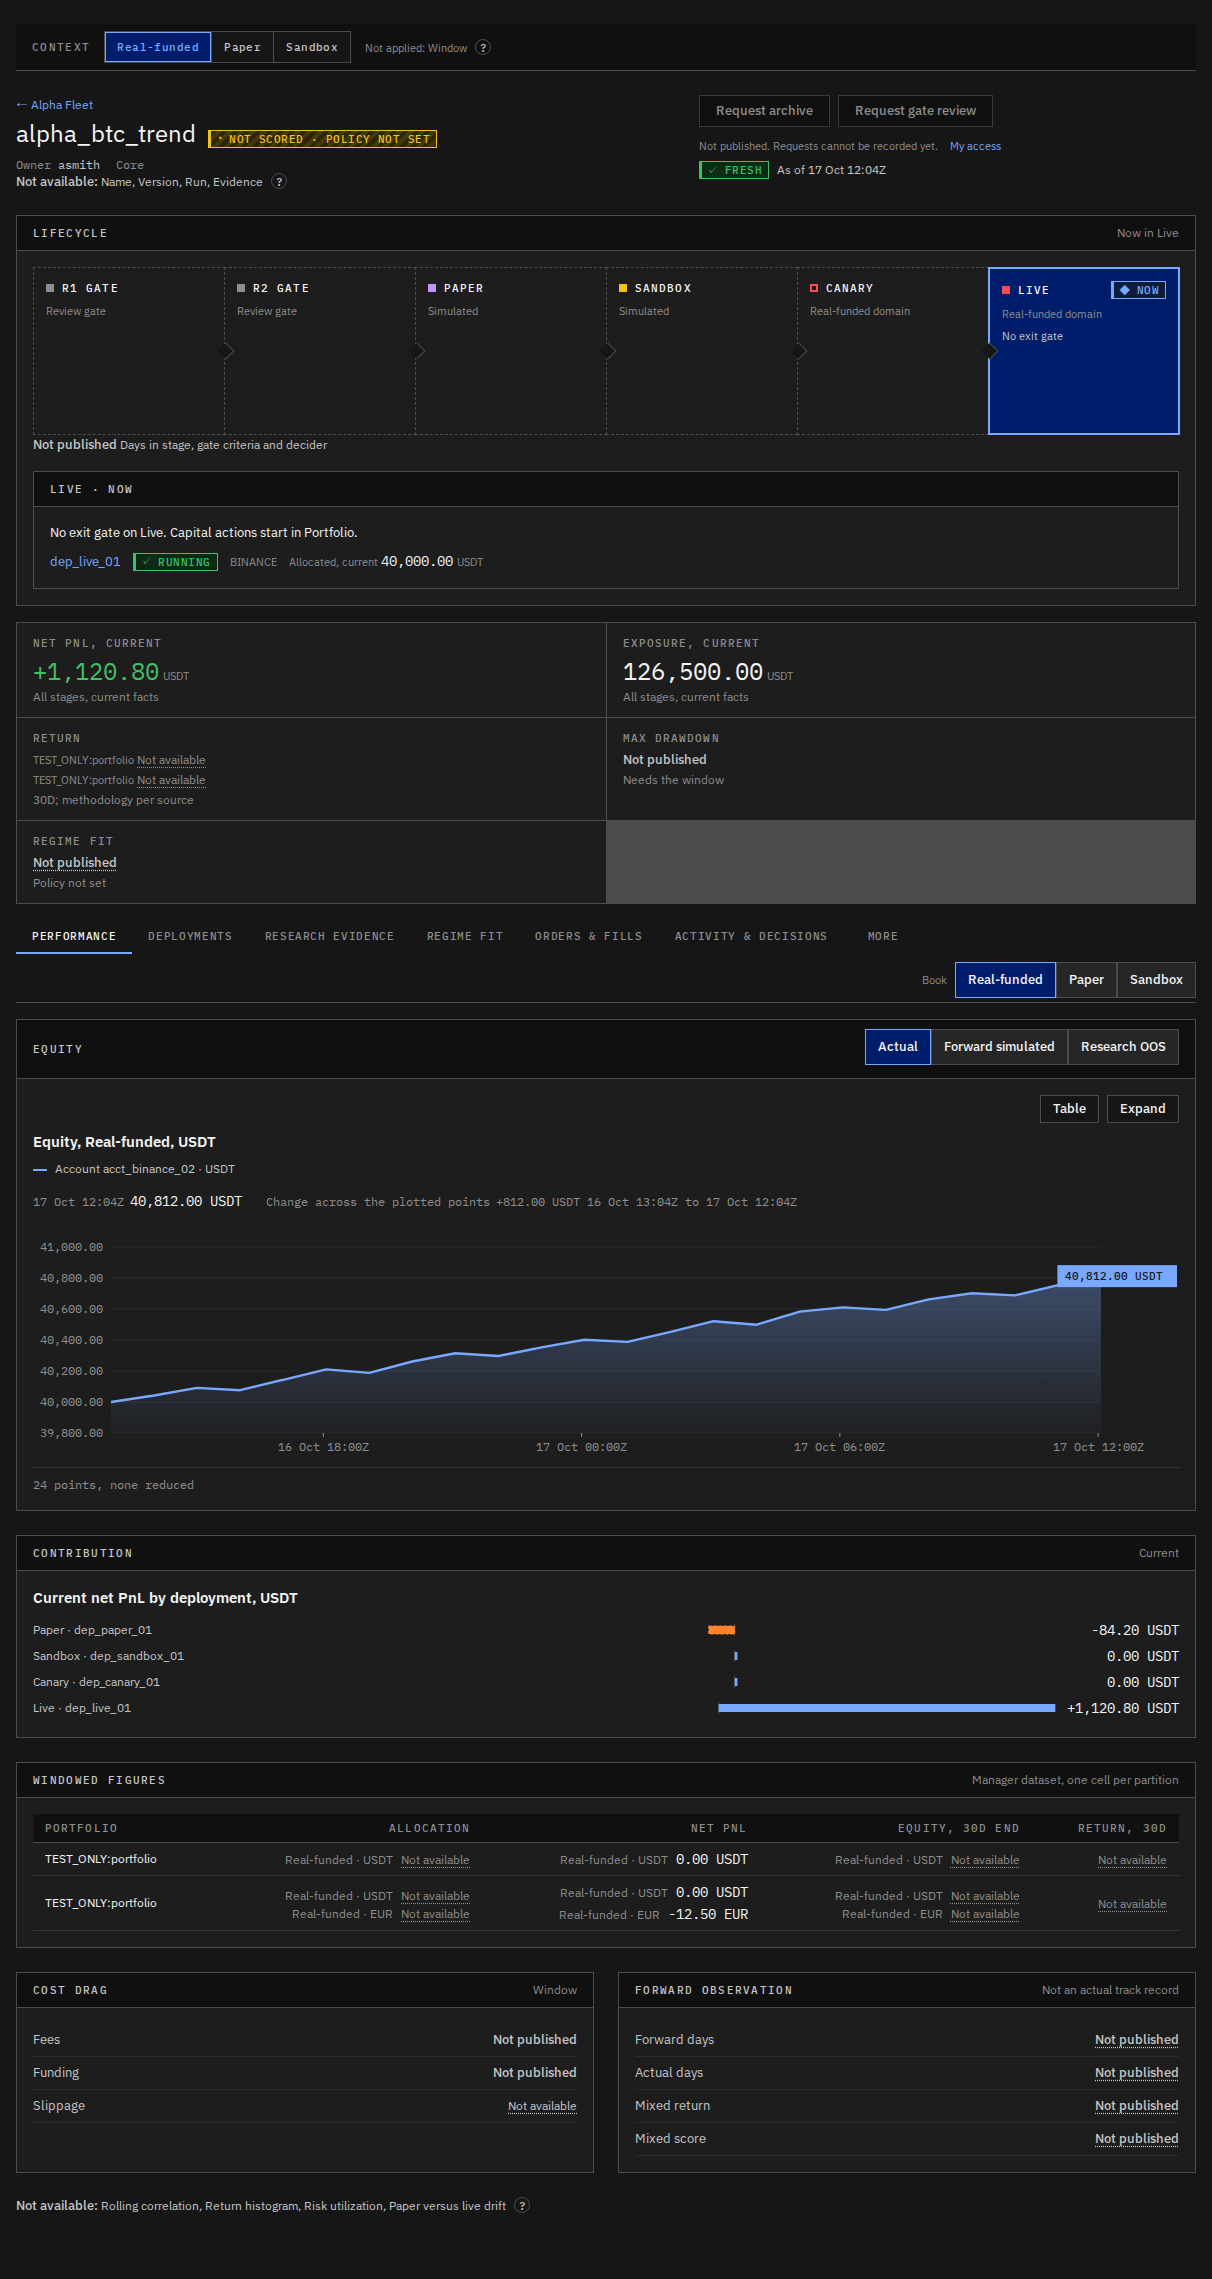 CONTEXT Real-funded Paper Sandbox Not applied: Window ?
← Alpha Fleet
alpha_btc_trend NOT SCORED · POLICY NOT SET
Owner asmith Core
Not available: Name, Version, Run, Evidence ?
Request archive Request gate review
Not published. Requests cannot be recorded yet. My access
✓ FRESH As of 17 Oct 12:04Z
LIFECYCLE Now in Live
R1 GATE
Review gate
R2 GATE
Review gate
PAPER
Simulated
SANDBOX
Simulated
CANARY
Real-funded domain
LIVE ◆ NOW
Real-funded domain
No exit gate
Not published Days in stage, gate criteria and decider
LIVE · NOW
No exit gate on Live. Capital actions start in Portfolio.
dep_live_01 ✓ RUNNING BINANCE Allocated, current 40,000.00 USDT
NET PNL, CURRENT
+1,120.80 USDT
All stages, current facts
EXPOSURE, CURRENT
126,500.00 USDT
All stages, current facts
RETURN
TEST_ONLY:portfolio Not available
TEST_ONLY:portfolio Not available
30D; methodology per source
MAX DRAWDOWN
Not published
Needs the window
REGIME FIT
Not published
Policy not set
PERFORMANCE DEPLOYMENTS RESEARCH EVIDENCE REGIME FIT ORDERS & FILLS ACTIVITY & DECISIONS MORE
Book Real-funded Paper Sandbox
EQUITY Actual Forward simulated Research OOS
Table Expand
Equity, Real-funded, USDT
Account acct_binance_02 · USDT
17 Oct 12:04Z 40,812.00 USDT Change across the plotted points +812.00 USDT 16 Oct 13:04Z to 17 Oct 12:04Z
41,000.00
40,800.00
40,812.00 USDT
40,600.00
40,400.00
40,200.00
40,000.00
39,800.00
16 Oct 18:00Z 17 Oct 00:00Z 17 Oct 06:00Z 17 Oct 12:00Z
24 points, none reduced
CONTRIBUTION Current
Current net PnL by deployment, USDT
Paper · dep_paper_01 -84.20 USDT
Sandbox · dep_sandbox_01 0.00 USDT
Canary · dep_canary_01 0.00 USDT
Live · dep_live_01 +1,120.80 USDT
WINDOWED FIGURES Manager dataset, one cell per partition
PORTFOLIO ALLOCATION NET PNL EQUITY, 30D END RETURN, 30D
TEST_ONLY:portfolio Real-funded · USDT Not available Real-funded · USDT 0.00 USDT Real-funded · USDT Not available Not available
TEST_ONLY:portfolio Real-funded · USDT Not available Real-funded · USDT 0.00 USDT Real-funded · USDT Not available Not available
Real-funded · EUR Not available Real-funded · EUR -12.50 EUR Real-funded · EUR Not available
COST DRAG Window
Fees Not published
Funding Not published
Slippage Not available
FORWARD OBSERVATION Not an actual track record
Forward days Not published
Actual days Not published
Mixed return Not published
Mixed score Not published
Not available: Rolling correlation, Return histogram, Risk utilization, Paper versus live drift ?